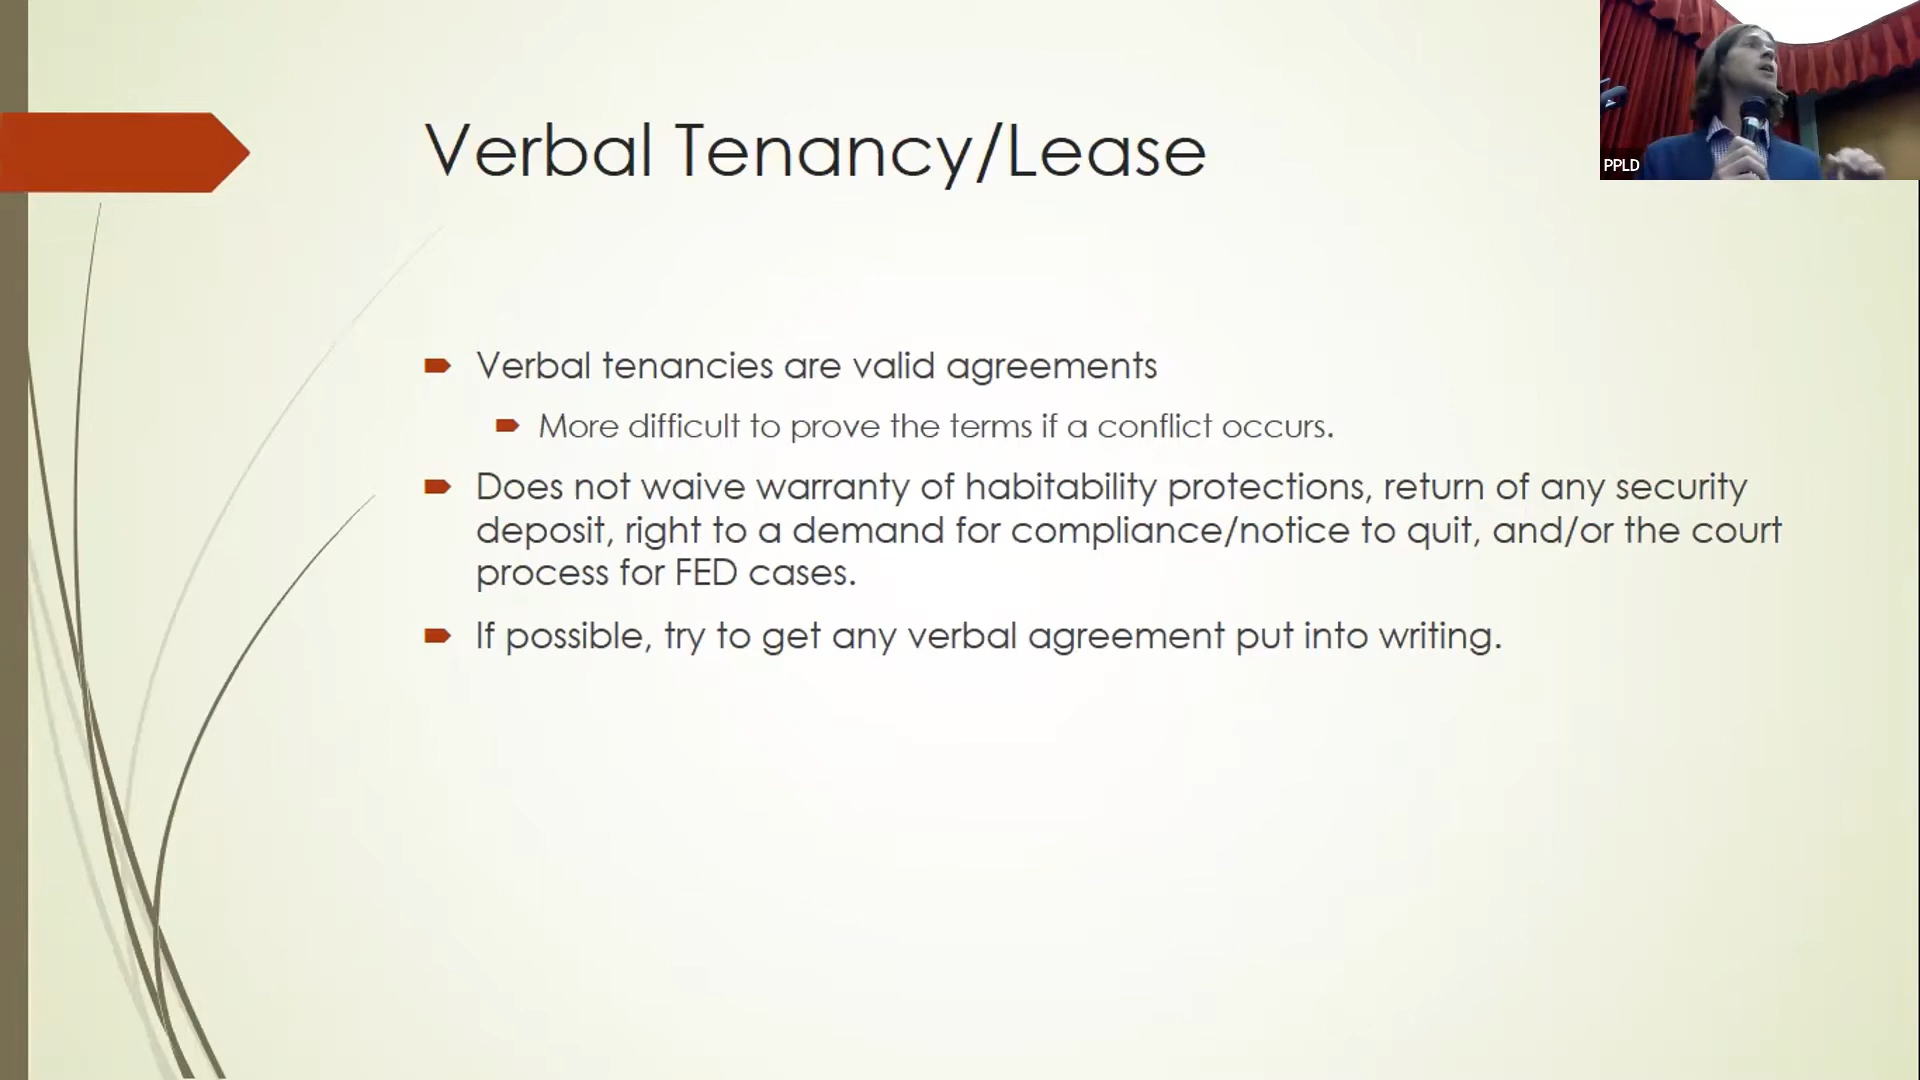 Verbal Tenancy/Lease
PPLD
Verbal tenancies are valid agreements
More difficult to prove the terms if a conflict occurs.
Does not waive warranty of habitability protections, return of any security
deposit, right to a demand for compliance/notice to quit, and/or the court
process for FED cases.
If possible, try to get any verbal agreement put into writing.